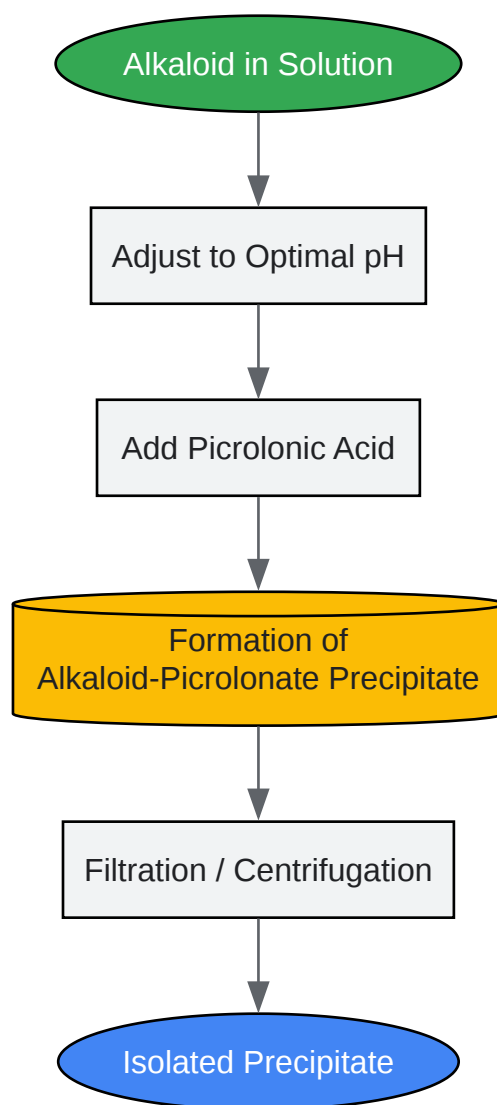 Alkaloid in Solution
Adjust to Optimal pH
Add Picrolonic Acid
Formation of
Alkaloid-Picrolonate Precipitate
Filtration / Centrifugation
Isolated Precipitate